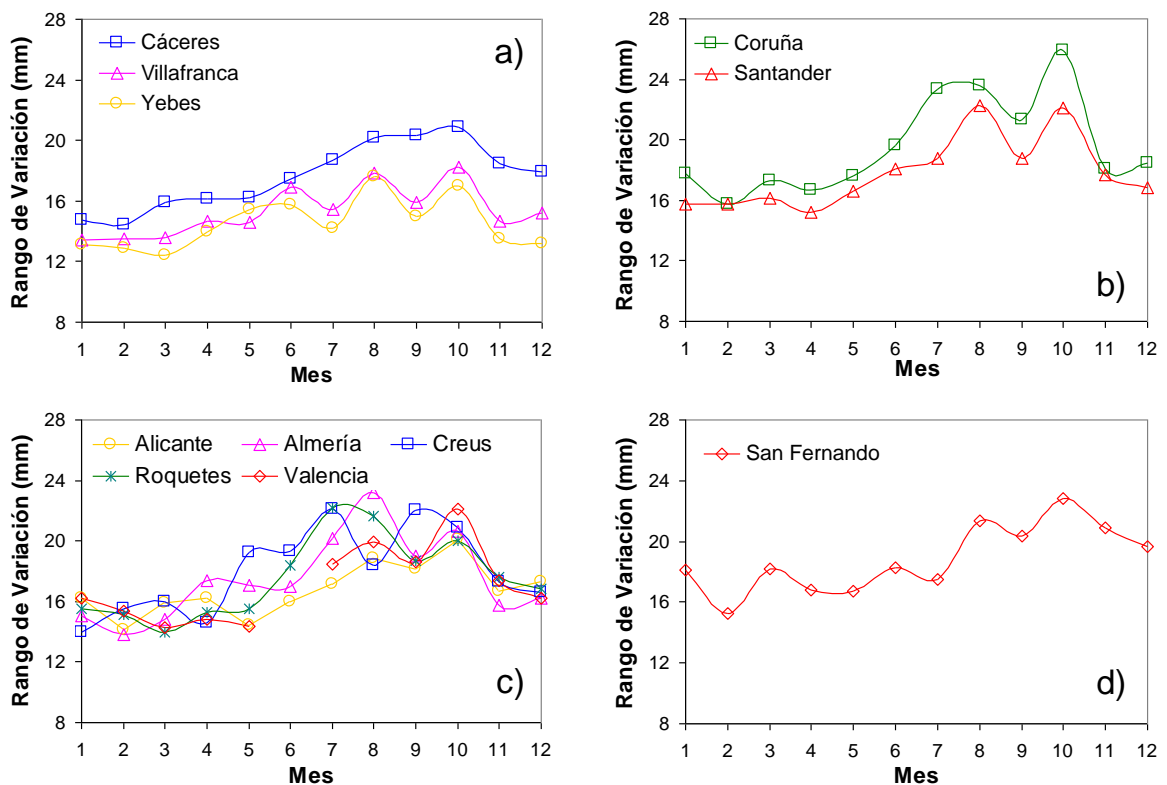 Rango de Variación (mm)
28
24
20
16
12
8
Cáceres
Villafranca
Yebes
a)
1 2 3 4 5 6 7 8 9 10 11 12
Mes
Rango de Variación (mm)
28
24
20
16
12
8
Coruña
Santander
b)
1 2 3 4 5 6 7 8 9 10 11 12
Mes
Rango de Variación (mm)
28
24
20
16
12
8
Alicante Almería Creus
Roquetes Valencia
c)
1 2 3 4 5 6 7 8 9 10 11 12
Mes
Rango de Variación (mm)
28
24
20
16
12
8
San Fernando
d)
1 2 3 4 5 6 7 8 9 10 11 12
Mes